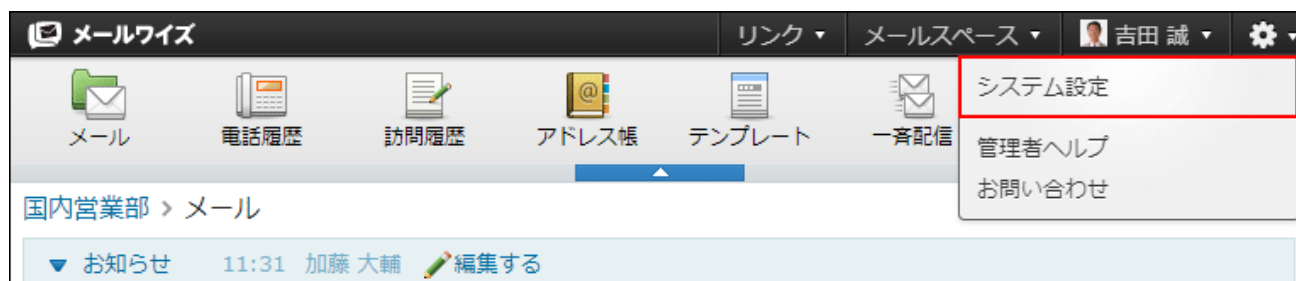 メールワイズ リンク メールスペース 吉田 誠
メール 電話履歴 訪問履歴 アドレス帳 テンプレート 一斉配信
システム設定
管理者ヘルプ
お問い合わせ
国内営業部 > メール
お知らせ 11:31 加藤 大輔 編集する